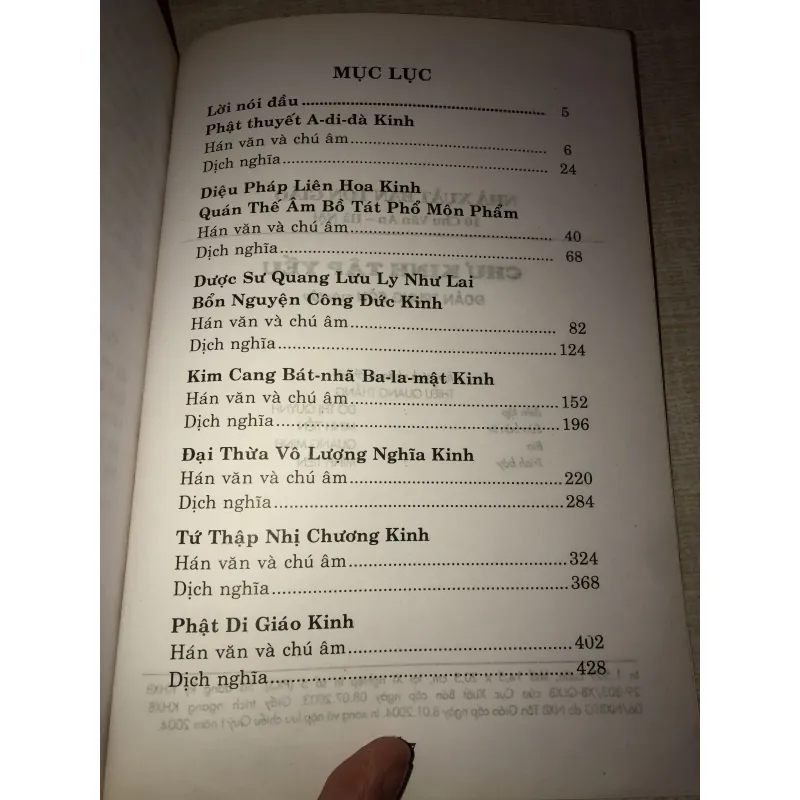 MỤC LỤC
Lời nói đầu ........ 5
Phật thuyết A-di-đà Kinh
Hán văn và chú âm ........ 6
Dịch nghĩa ........ 24
Diệu Pháp Liên Hoa Kinh
Quán Thế Âm Bồ Tát Phổ Môn Phẩm
Hán văn và chú âm ........ 40
Dịch nghĩa ........ 68
Dược Sư Quang Lưu Ly Như Lai
Bổn Nguyện Công Đức Kinh
Hán văn và chú âm ........ 82
Dịch nghĩa ........ 124
Kim Cang Bát-nhã Ba-la-mật Kinh
Hán văn và chú âm ........ 152
Dịch nghĩa ........ 196
Đại Thừa Vô Lượng Nghĩa Kinh
Hán văn và chú âm ........ 220
Dịch nghĩa ........ 284
Tứ Thập Nhị Chương Kinh
Hán văn và chú âm ........ 324
Dịch nghĩa ........ 368
Phật Di Giáo Kinh
Hán văn và chú âm ........ 402
Dịch nghĩa ........ 428